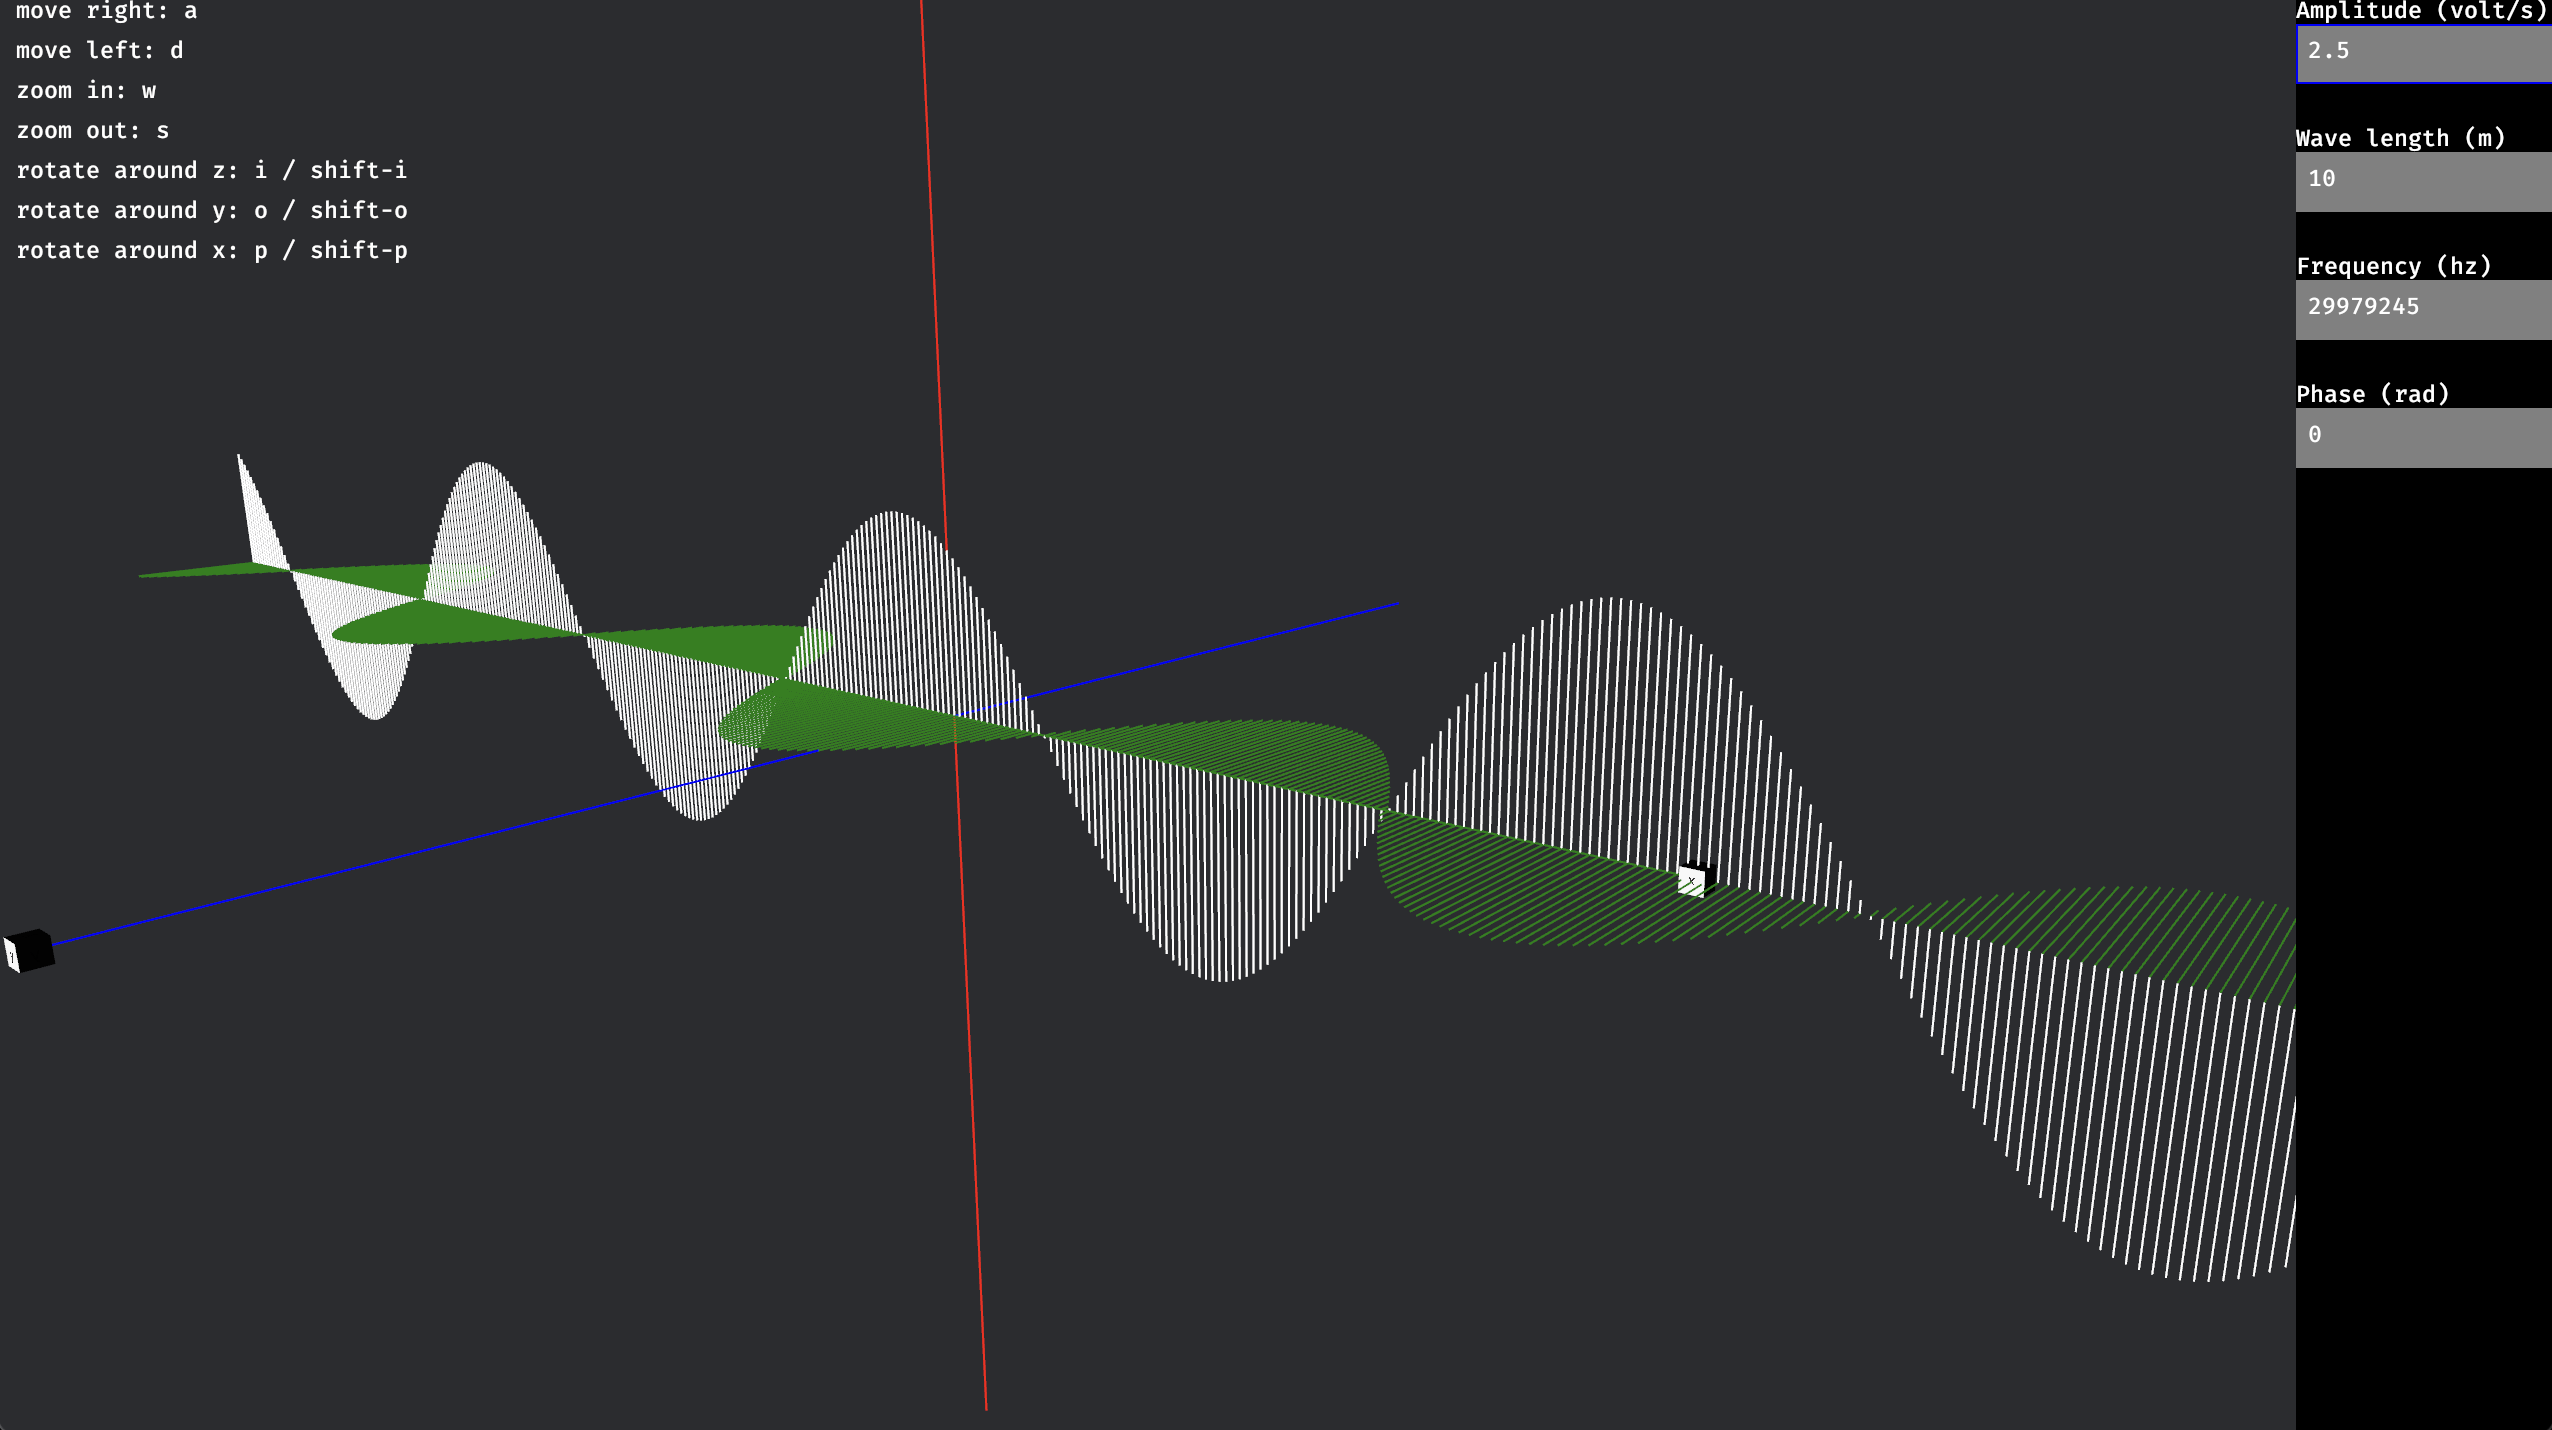 move right: a
move left: d
zoom in: w
zoom out: s
rotate around z: i / shift-i
rotate around y: o / shift-o
rotate around x: p / shift-p
Amplitude (volt/s)
2.5
Wave length (m)
10
Frequency (hz)
29979245
Phase (rad)
0
x